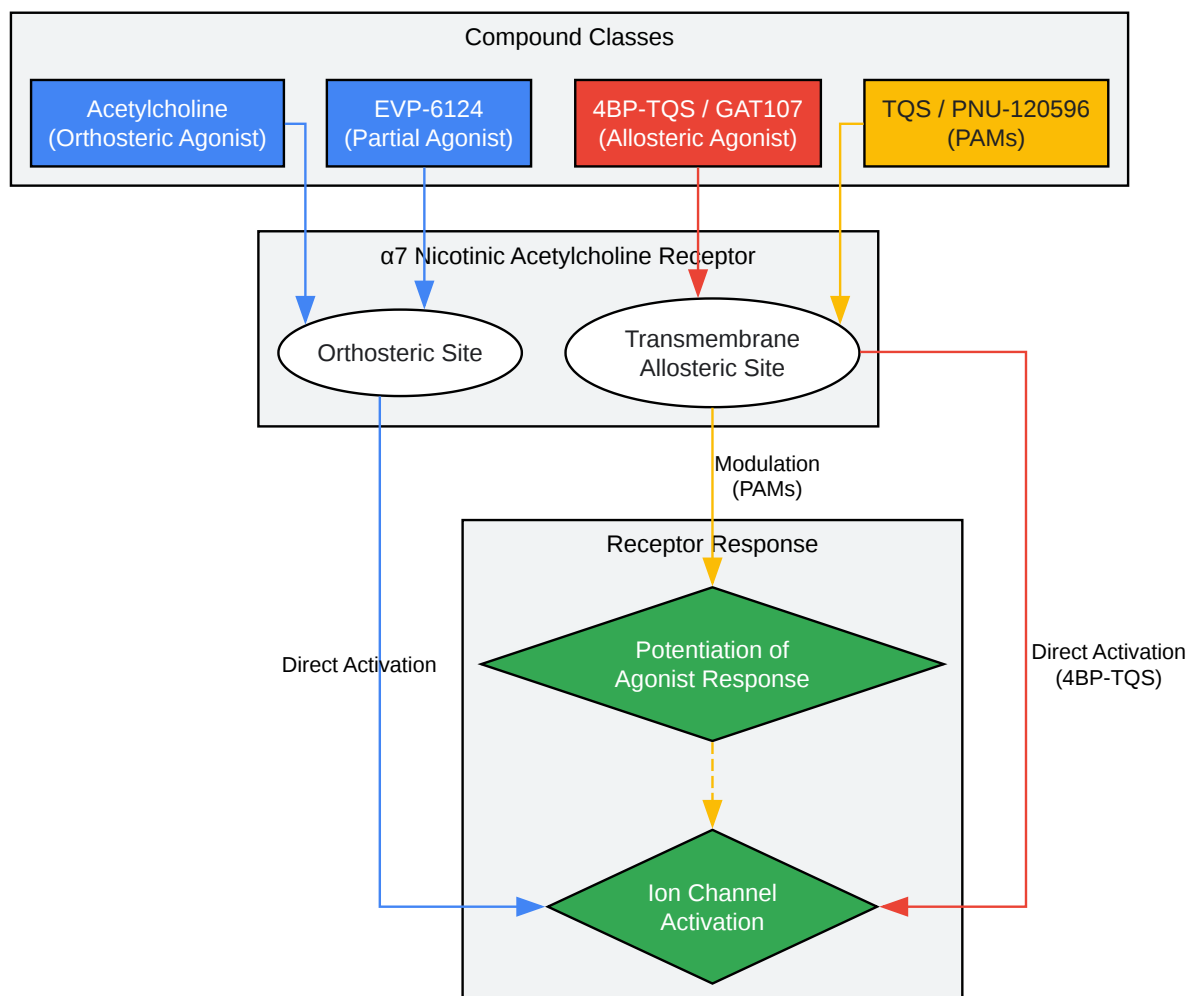 Compound Classes
Acetylcholine
(Orthosteric Agonist)
EVP-6124
(Partial Agonist)
4BP-TQS / GAT107
(Allosteric Agonist)
TQS / PNU-120596
(PAMs)
α7 Nicotinic Acetylcholine Receptor
Orthosteric Site
Transmembrane
Allosteric Site
Modulation
(PAMs)
Receptor Response
Potentiation of
Agonist Response
Direct Activation
Direct Activation
(4BP-TQS)
Ion Channel
Activation